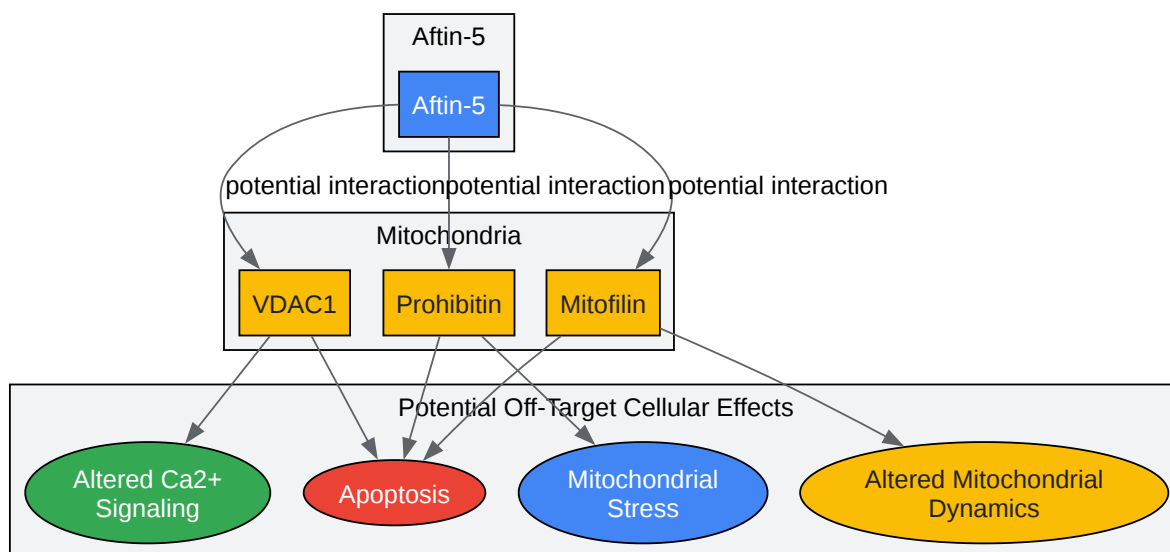 Aftin-5
Aftin-5
potential interaction potential interaction potential interaction
Mitochondria
VDAC1 Prohibitin Mitofilin
Potential Off-Target Cellular Effects
Altered Ca2+
Signaling
Apoptosis
Mitochondrial
Stress
Altered Mitochondrial
Dynamics